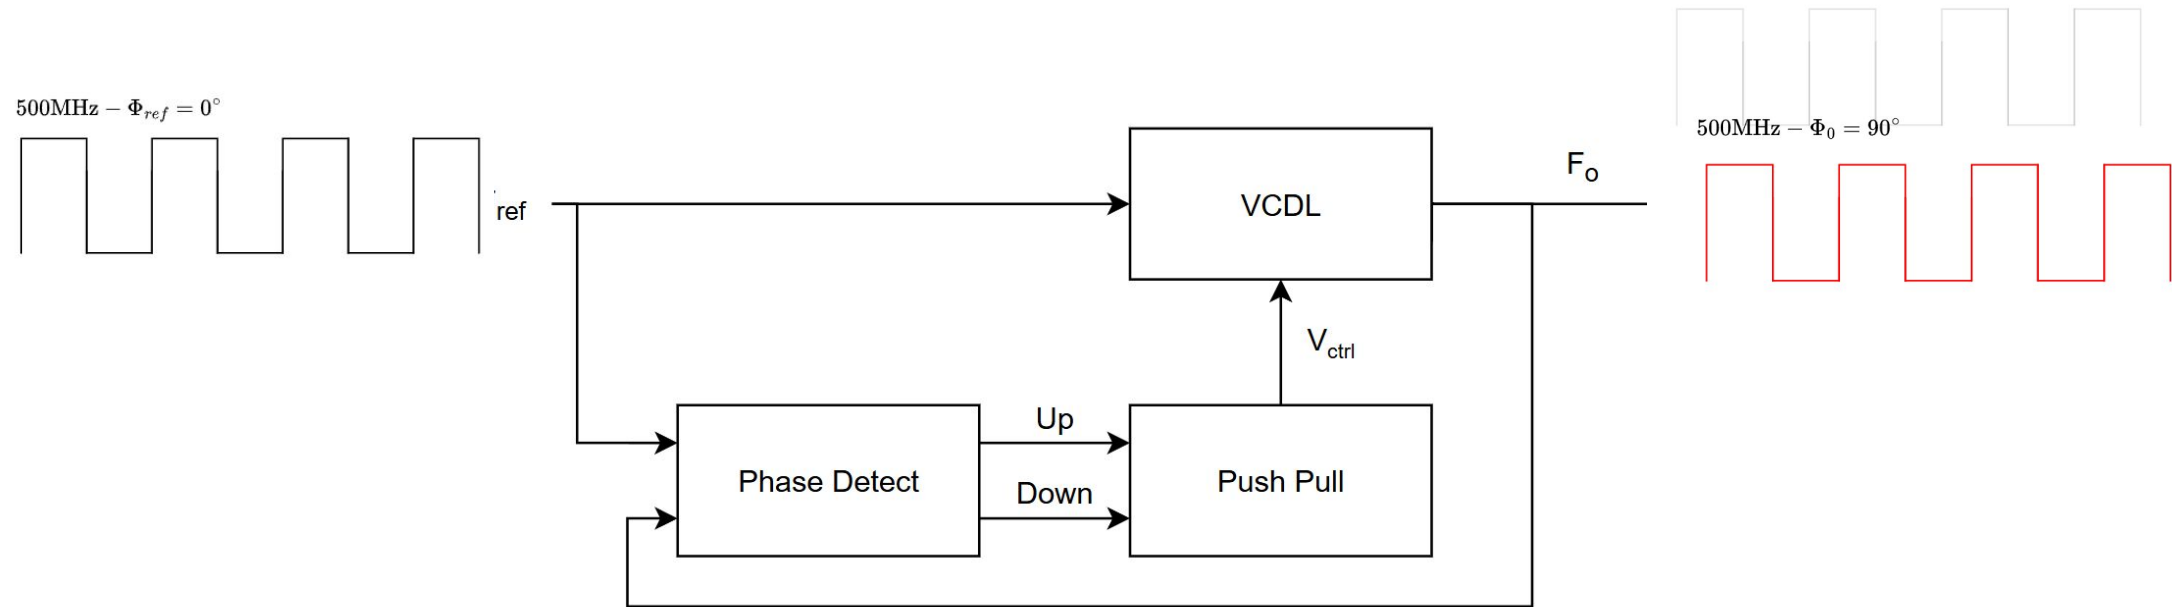 500MHz − Φ_ref = 0°
ref
VCDL
F_o
500MHz − Φ_0 = 90°
V_ctrl
Phase Detect
Up
Down
Push Pull